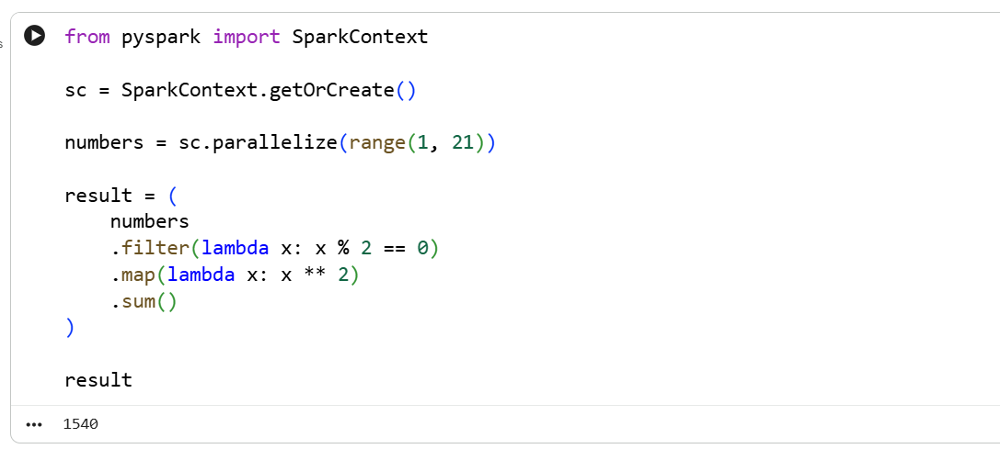 from pyspark import SparkContext
sc = SparkContext.getOrCreate()
numbers = sc.parallelize(range(1, 21))
result = (
    numbers
    .filter(lambda x: x % 2 == 0)
    .map(lambda x: x ** 2)
    .sum()
)
result
••• 1540